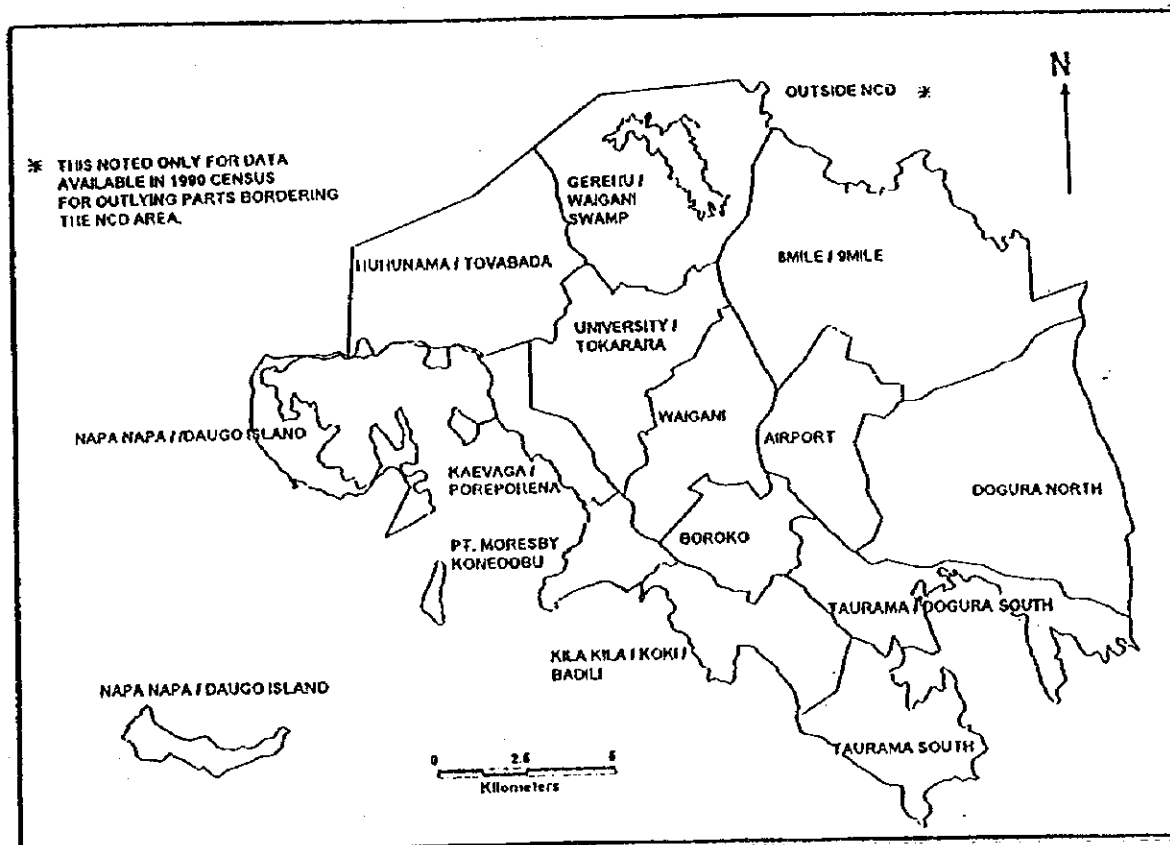 N
OUTSIDE NCD *
* THIS NOTED ONLY FOR DATA
AVAILABLE IN 1990 CENSUS
FOR OUTLYING PARTS BORDERING
THE NCD AREA.
GEREHU /
WAIGANI
SWAMP
HUHUNAMA / TOVABADA
8MILE / 9MILE
UNIVERSITY /
TOKARARA
WAIGANI
AIRPORT
NAPA NAPA / /DAUGO ISLAND
KAEVAGA /
POREPORENA
DOGURA NORTH
BOROKO
PT. MORESBY
KONEDOBU
TAURAMA / DOGURA SOUTH
KILA KILA / KOKI /
BADILI
NAPA NAPA / DAUGO ISLAND
TAURAMA SOUTH
0 2.5 5
Kilometers